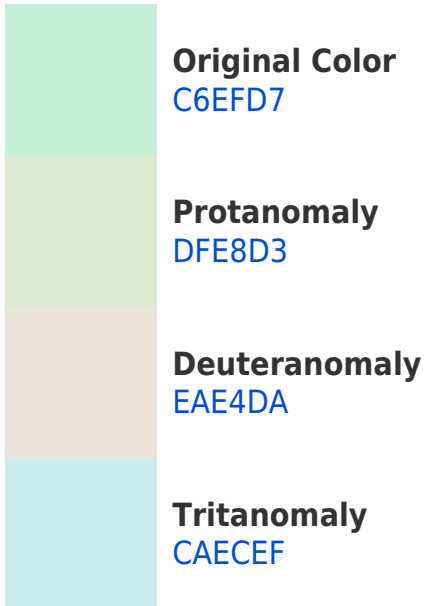 Original Color
C6EFD7
Protanomaly
DFE8D3
Deuteranomaly
EAE4DA
Tritanomaly
CAECEF